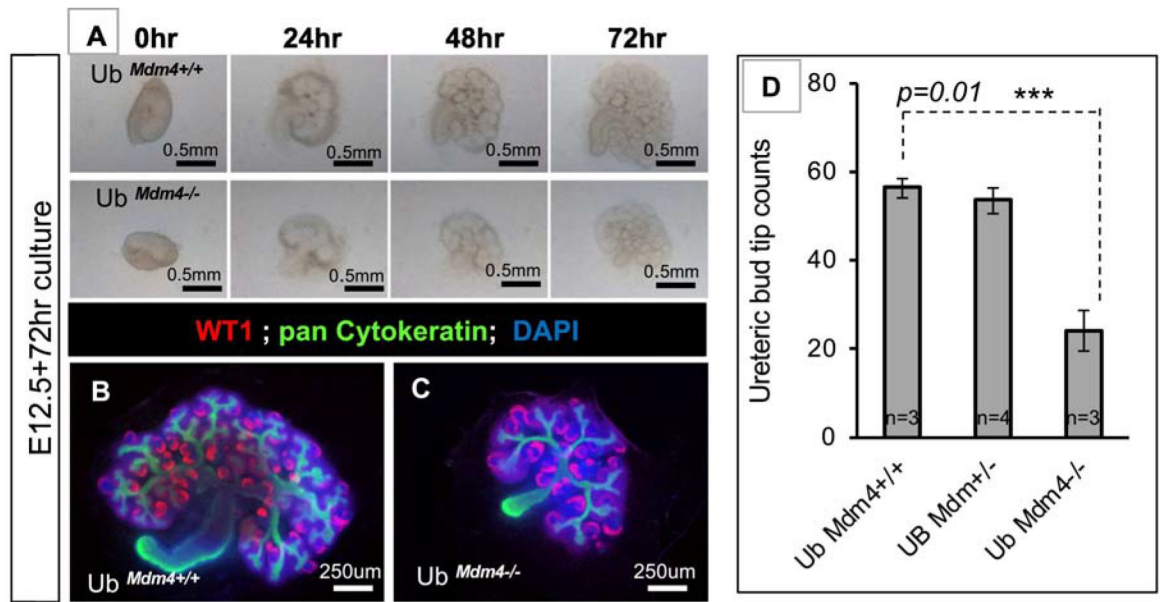 E12.5+72hr culture
A
0hr 24hr 48hr 72hr
Ub Mdm4+/+
0.5mm 0.5mm 0.5mm 0.5mm
Ub Mdm4-/-
0.5mm 0.5mm 0.5mm 0.5mm
WT1 ; pan Cytokeratin; DAPI
B
Ub Mdm4+/+
250um
C
Ub Mdm4-/-
250um
D
p=0.01 ***
Ureteric bud tip counts
80
60
40
20
0
n=3 n=4 n=3
Ub Mdm4+/+
UB Mdm+/-
Ub Mdm4-/-